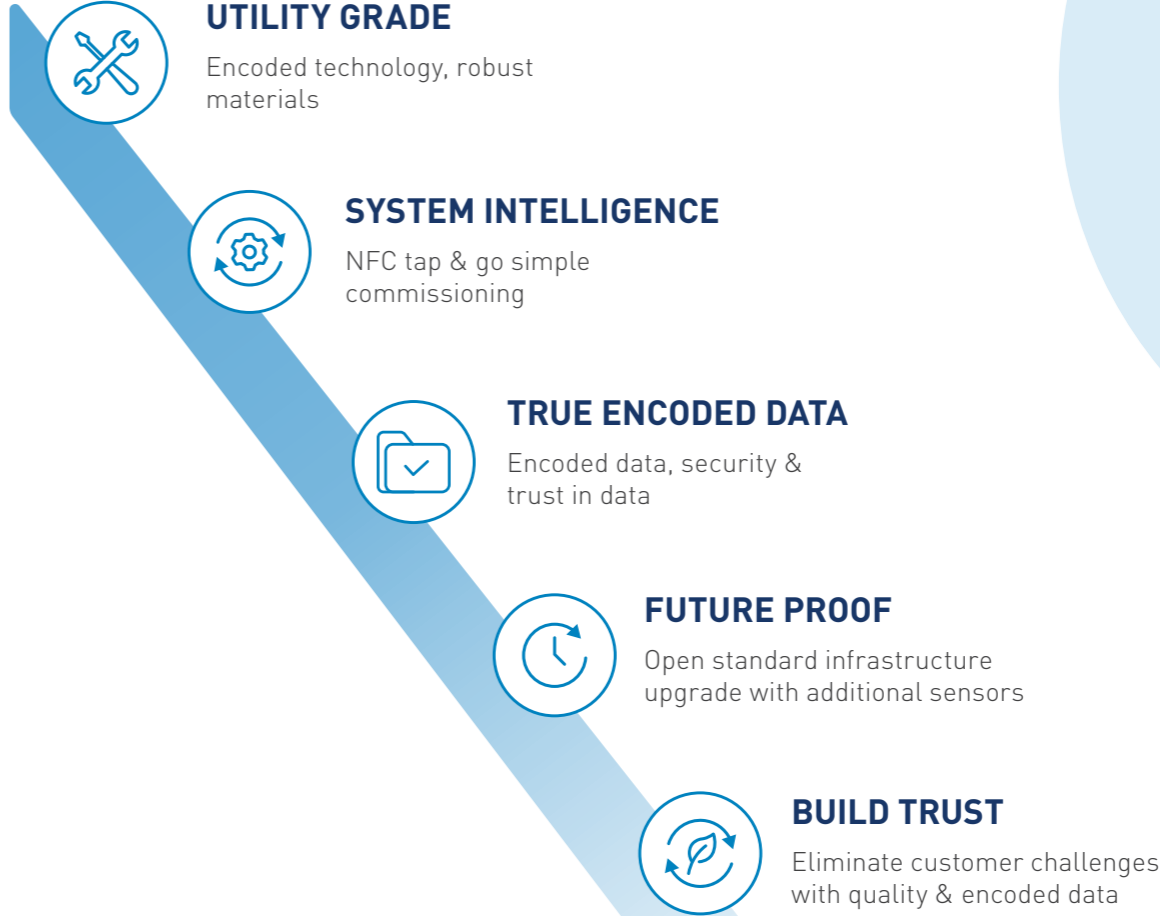 UTILITY GRADE
Encoded technology, robust
materials
SYSTEM INTELLIGENCE
NFC tap & go simple
commissioning
TRUE ENCODED DATA
Encoded data, security &
trust in data
FUTURE PROOF
Open standard infrastructure
upgrade with additional sensors
BUILD TRUST
Eliminate customer challenges
with quality & encoded data